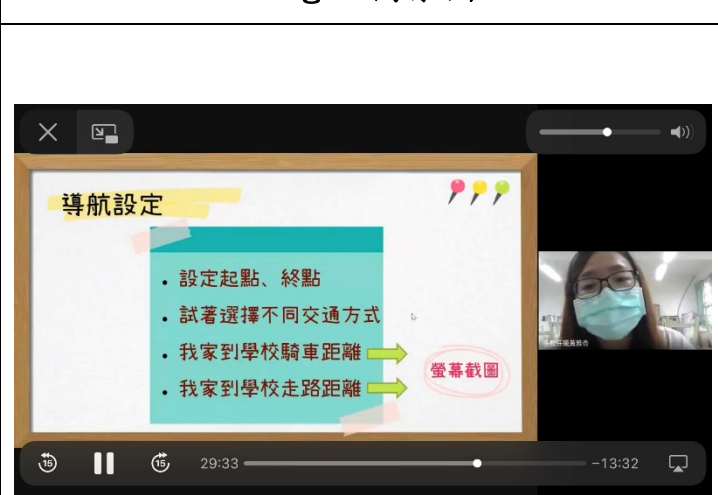 導航設定
設定起點、終點
試著選擇不同交通方式
我家到學校騎車距離
我家到學校走路距離
螢幕截圖
15
15
29:33
-13:32